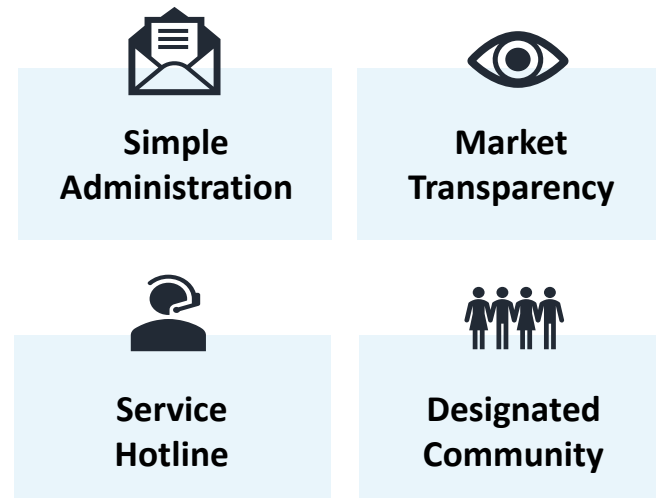 Simple
Administration
Market
Transparency
Service
Hotline
Designated
Community